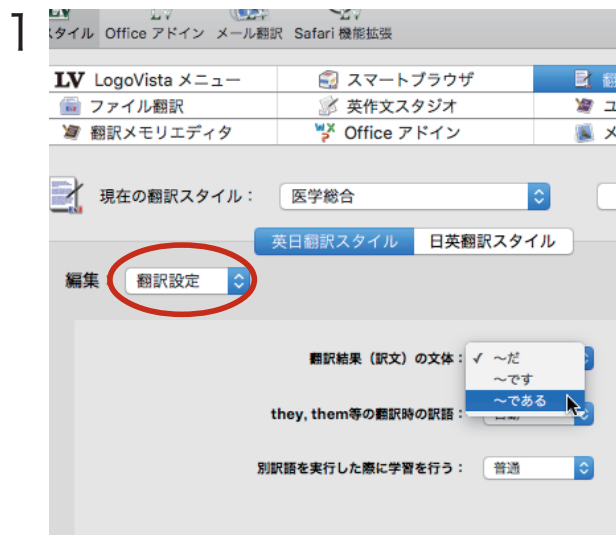 1
スタイル Office アドイン メール翻訳 Safari 機能拡張
LV LogoVista メニュー スマートブラウザ
ファイル翻訳 英作文スタジオ ユ
翻訳メモリエディタ Office アドイン メ
現在の翻訳スタイル： 医学総合
英日翻訳スタイル 日英翻訳スタイル
編集： 翻訳設定
翻訳結果（訳文）の文体： ✓ 〜だ
〜です
〜である
they, them等の翻訳時の訳語：
別訳語を実行した際に学習を行う： 普通